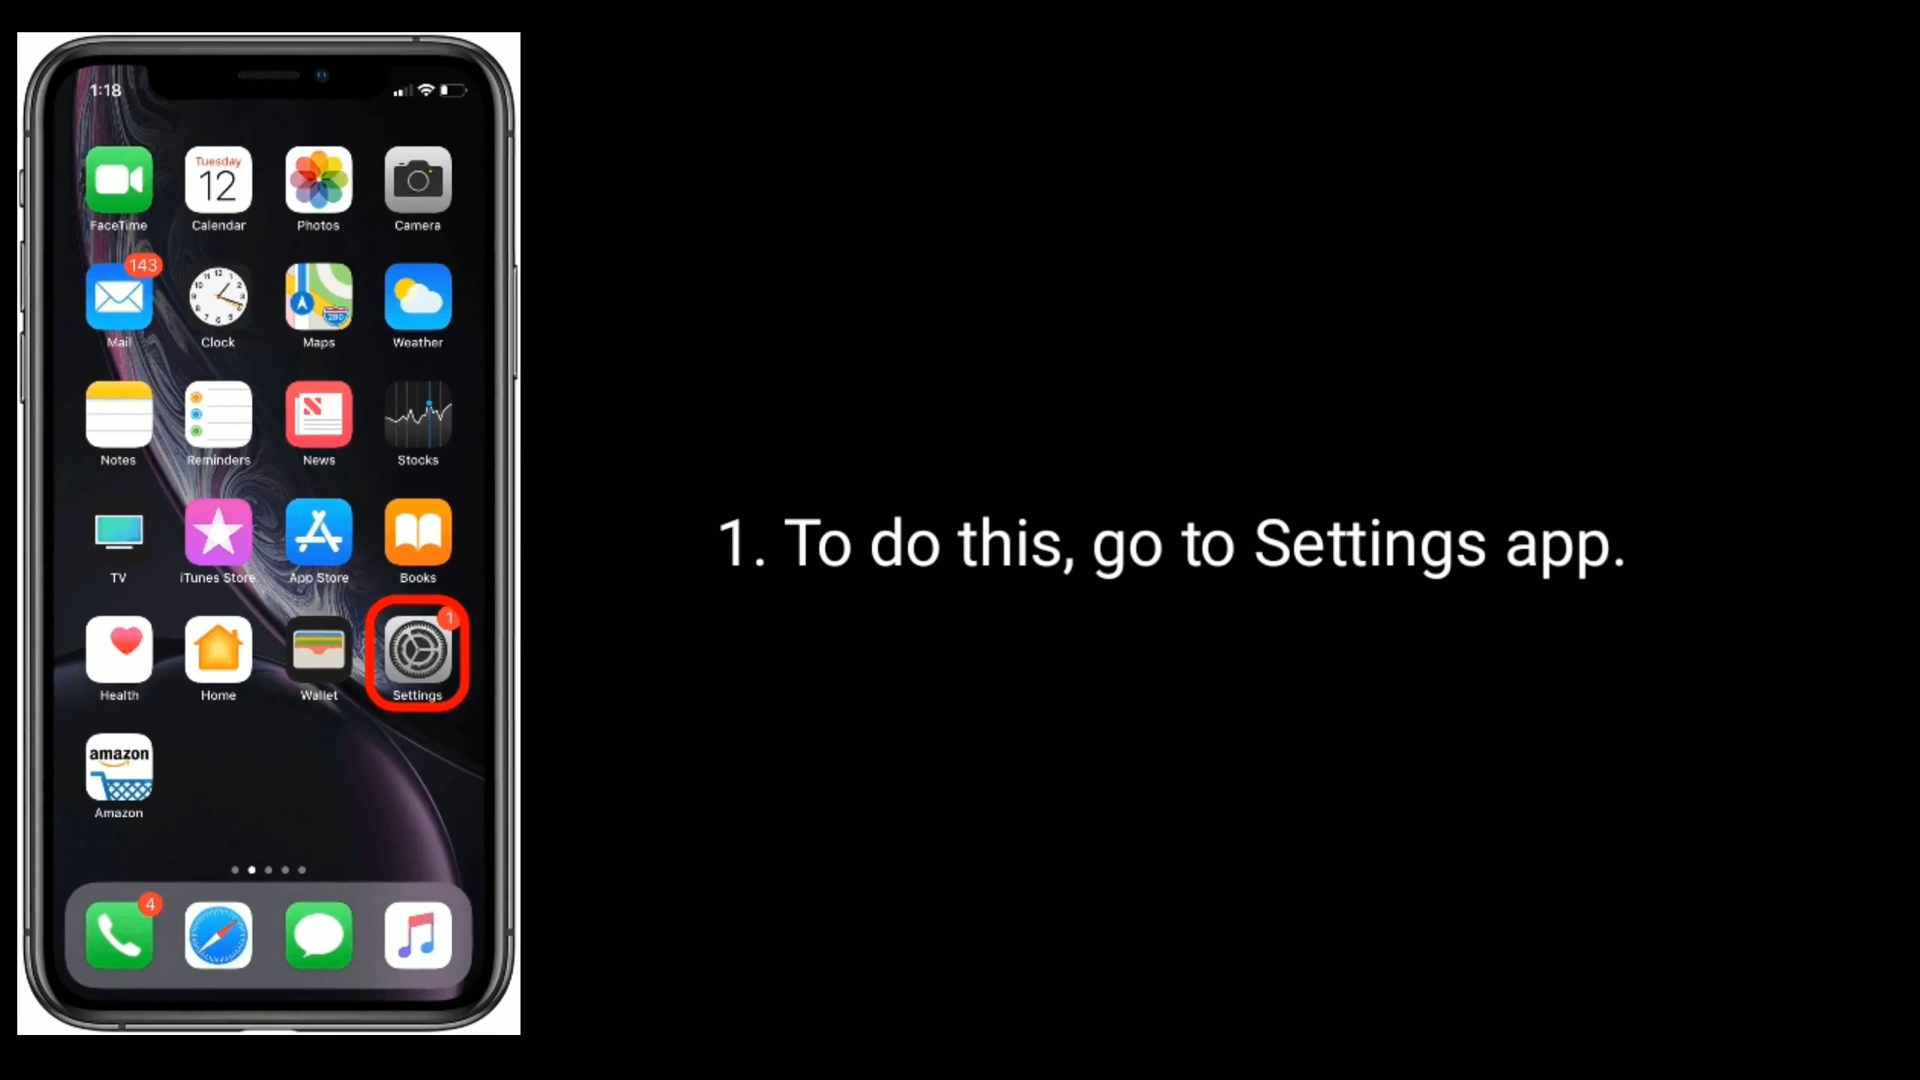 1:18
Tuesday
12
FaceTime
Calendar
Photos
Camera
143
Mail
Clock
Maps
Weather
Notes
Reminders
News
Stocks
TV
iTunes Store
App Store
Books
1
Health
Home
Wallet
Settings
amazon
Amazon
4
1. To do this, go to Settings app.